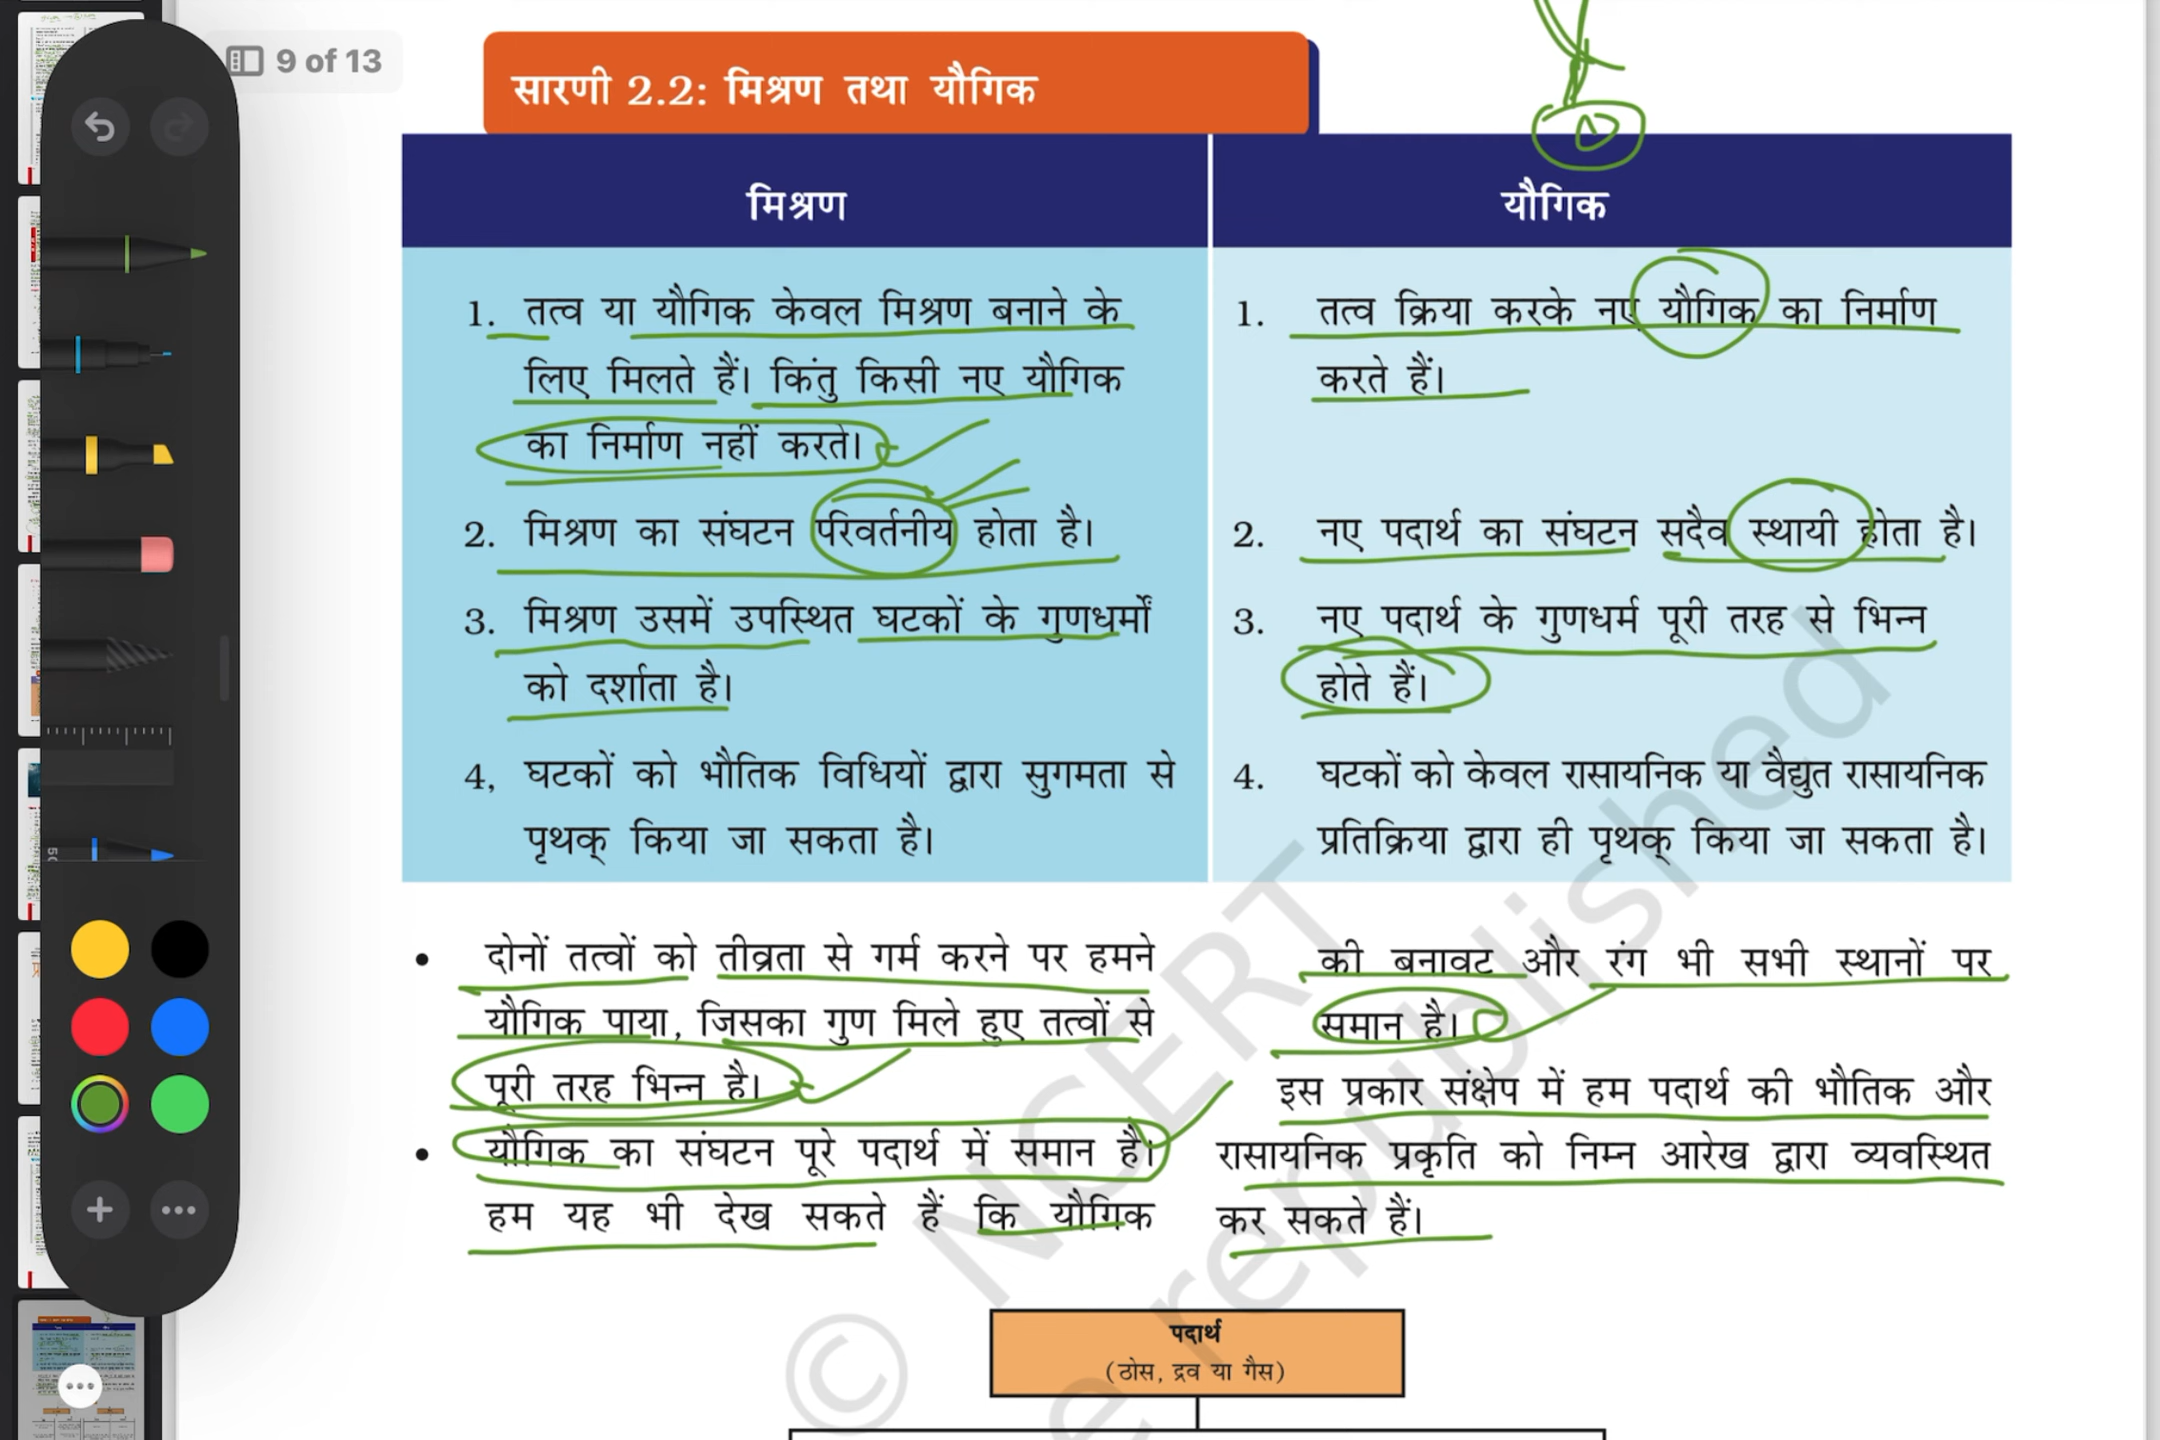 9 of 13
सारणी 2.2: मिश्रण तथा यौगिक
मिश्रण
1. तत्व या यौगिक केवल मिश्रण बनाने के
लिए मिलते हैं। किंतु किसी नए यौगिक
का निर्माण नहीं करते।
2. मिश्रण का संघटन परिवर्तनीय होता है।
3. मिश्रण उसमें उपस्थित घटकों के गुणधर्मों
को दर्शाता है।
4, घटकों को भौतिक विधियों द्वारा सुगमता से
पृथक् किया जा सकता है।
यौगिक
1. तत्व क्रिया करके नए यौगिक का निर्माण
करते हैं।
2. नए पदार्थ का संघटन सदैव स्थायी होता है।
3. नए पदार्थ के गुणधर्म पूरी तरह से भिन्न
होते हैं।
4. घटकों को केवल रासायनिक या वैद्युत रासायनिक
प्रतिक्रिया द्वारा ही पृथक् किया जा सकता है।
• दोनों तत्वों को तीव्रता से गर्म करने पर हमने
यौगिक पाया, जिसका गुण मिले हुए तत्वों से
पूरी तरह भिन्न है।
• यौगिक का संघटन पूरे पदार्थ में समान है।
हम यह भी देख सकते हैं कि यौगिक
की बनावट और रंग भी सभी स्थानों पर
समान है।
इस प्रकार संक्षेप में हम पदार्थ की भौतिक और
रासायनिक प्रकृति को निम्न आरेख द्वारा व्यवस्थित
कर सकते हैं।
पदार्थ
(ठोस, द्रव या गैस)
© NCERT
republished